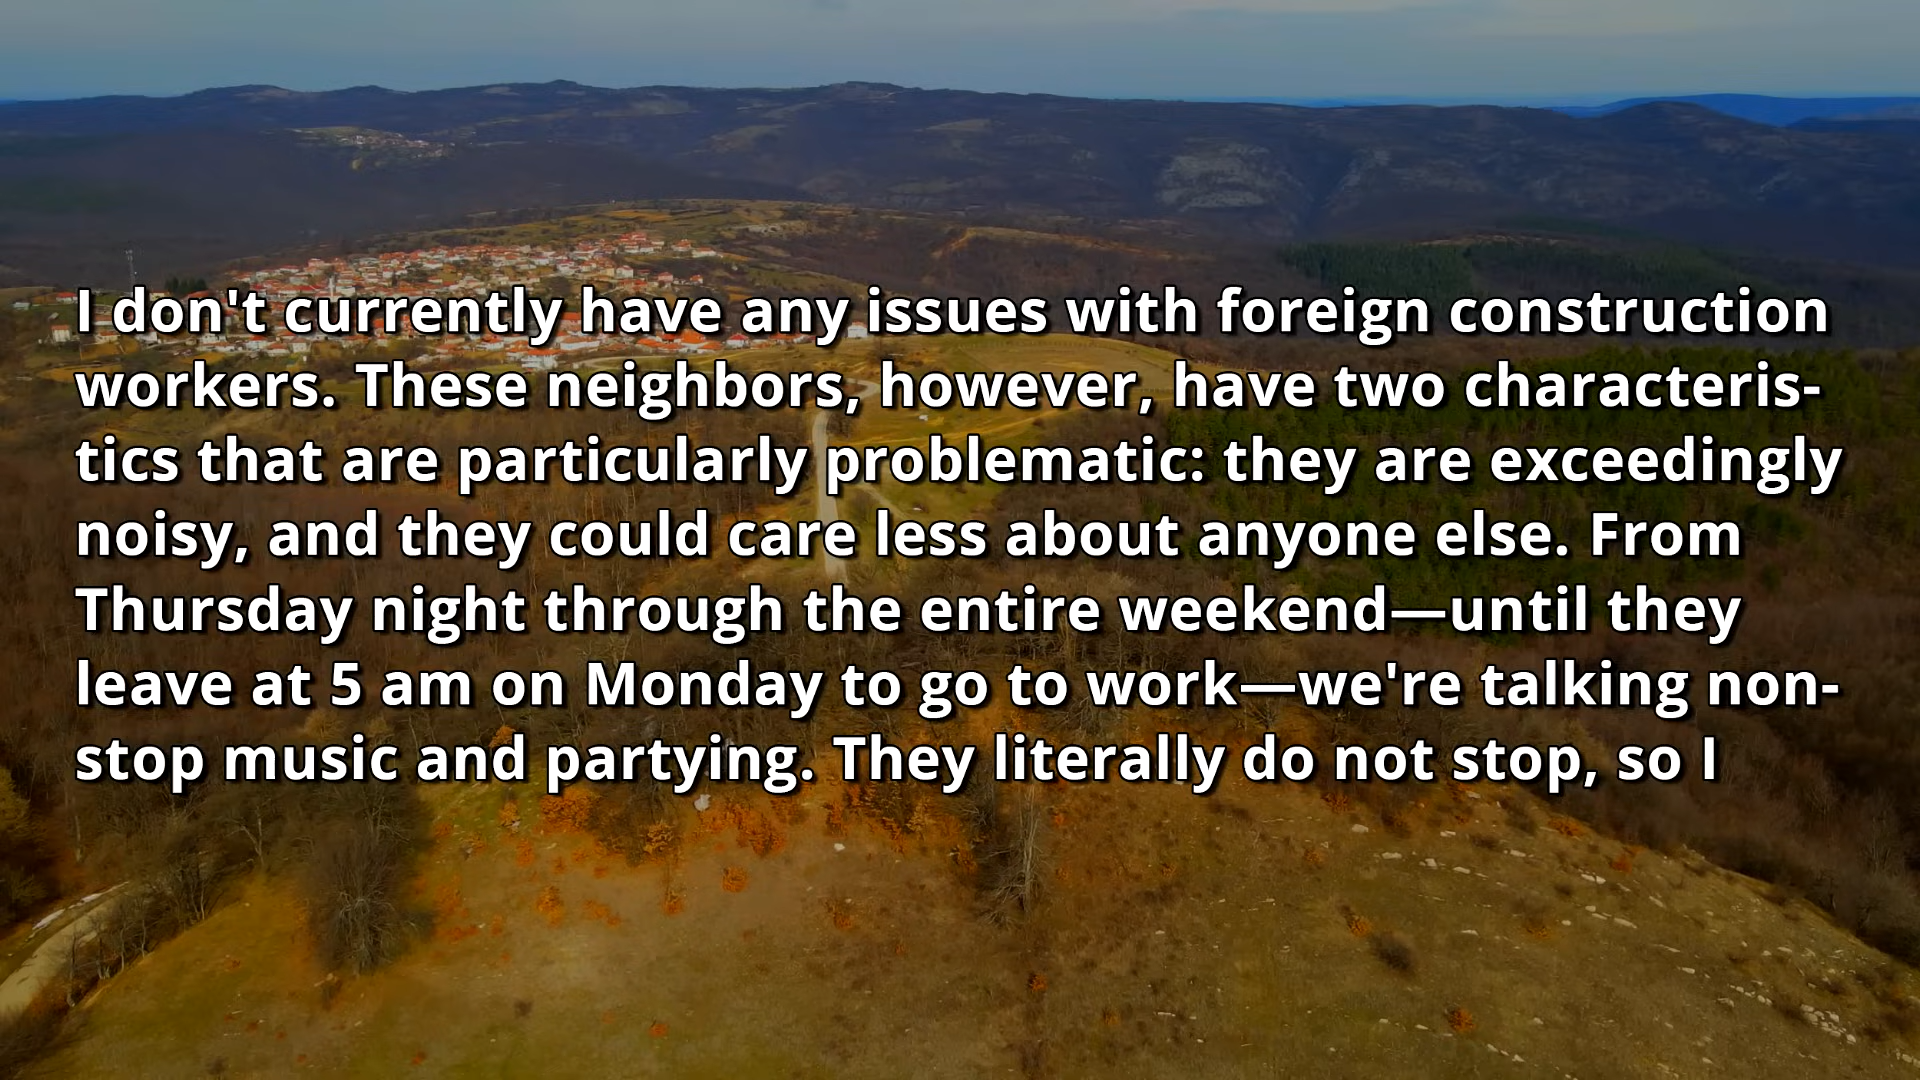 I don't currently have any issues with foreign construction
workers. These neighbors, however, have two characteris-
tics that are particularly problematic: they are exceedingly
noisy, and they could care less about anyone else. From
Thursday night through the entire weekend—until they
leave at 5 am on Monday to go to work—we're talking non-
stop music and partying. They literally do not stop, so I